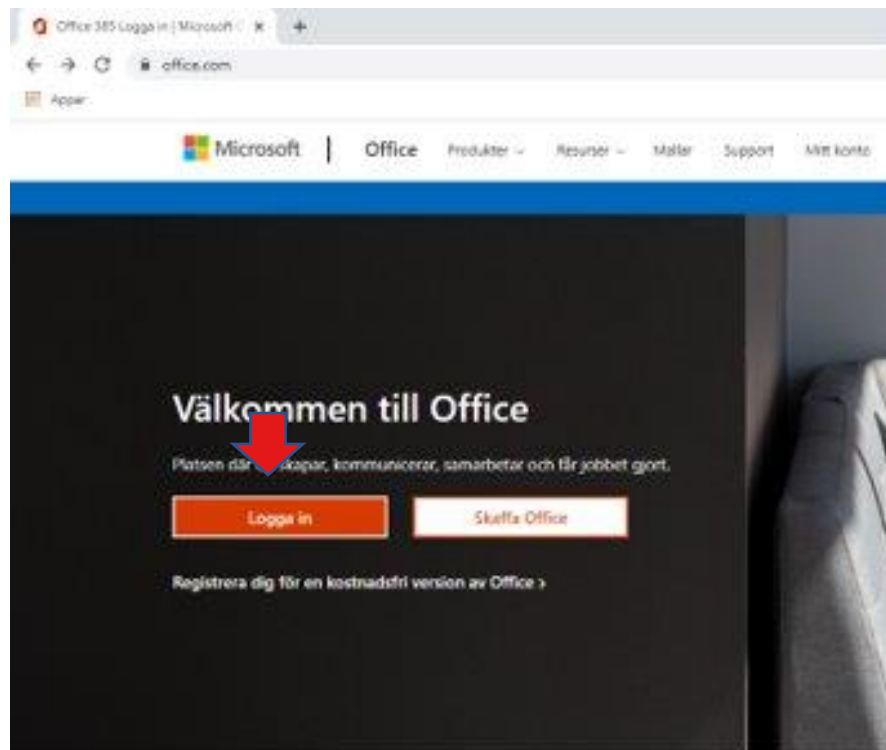 Office 365 Logga in | Microsoft
office.com
Appar
Microsoft | Office Produkter Resurser Mallar Support Mitt konto
Välkommen till Office
Platsen där skapar, kommunicerar, samarbetar och får jobbet gjort.
Logga in Skaffa Office
Registrera dig för en kostnadsfri version av Office >